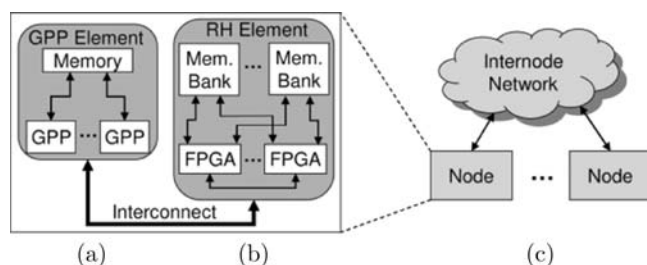 GPP Element
Memory
GPP ... GPP
RH Element
Mem. Bank ... Mem. Bank
FPGA ... FPGA
Interconnect
Internode
Network
Node ... Node
(a) (b) (c)